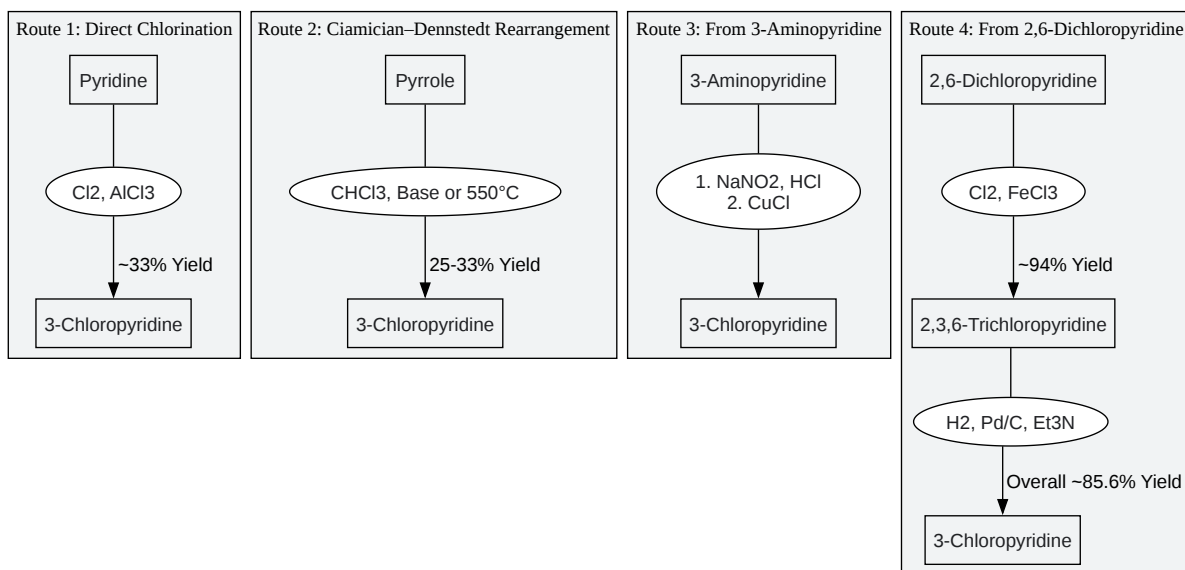 Route 1: Direct Chlorination
Pyridine
Cl2, AlCl3
~33% Yield
3-Chloropyridine
Route 2: Ciamician–Dennstedt Rearrangement
Pyrrole
CHCl3, Base or 550°C
25-33% Yield
3-Chloropyridine
Route 3: From 3-Aminopyridine
3-Aminopyridine
1. NaNO2, HCl
2. CuCl
3-Chloropyridine
Route 4: From 2,6-Dichloropyridine
2,6-Dichloropyridine
Cl2, FeCl3
~94% Yield
2,3,6-Trichloropyridine
H2, Pd/C, Et3N
Overall ~85.6% Yield
3-Chloropyridine